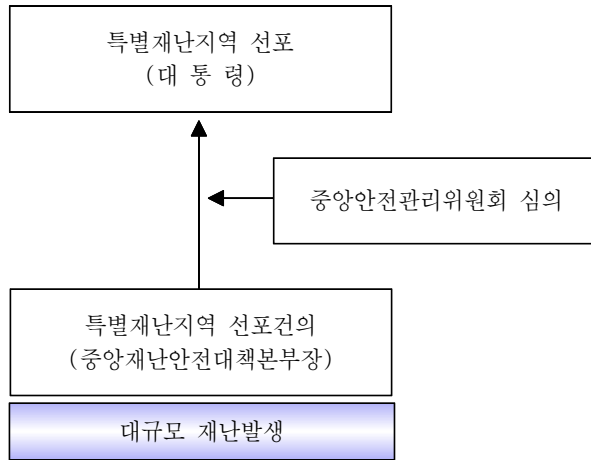 특별재난지역 선포
(대 통 령)
중앙안전관리위원회 심의
특별재난지역 선포건의
(중앙재난안전대책본부장)
대규모 재난발생